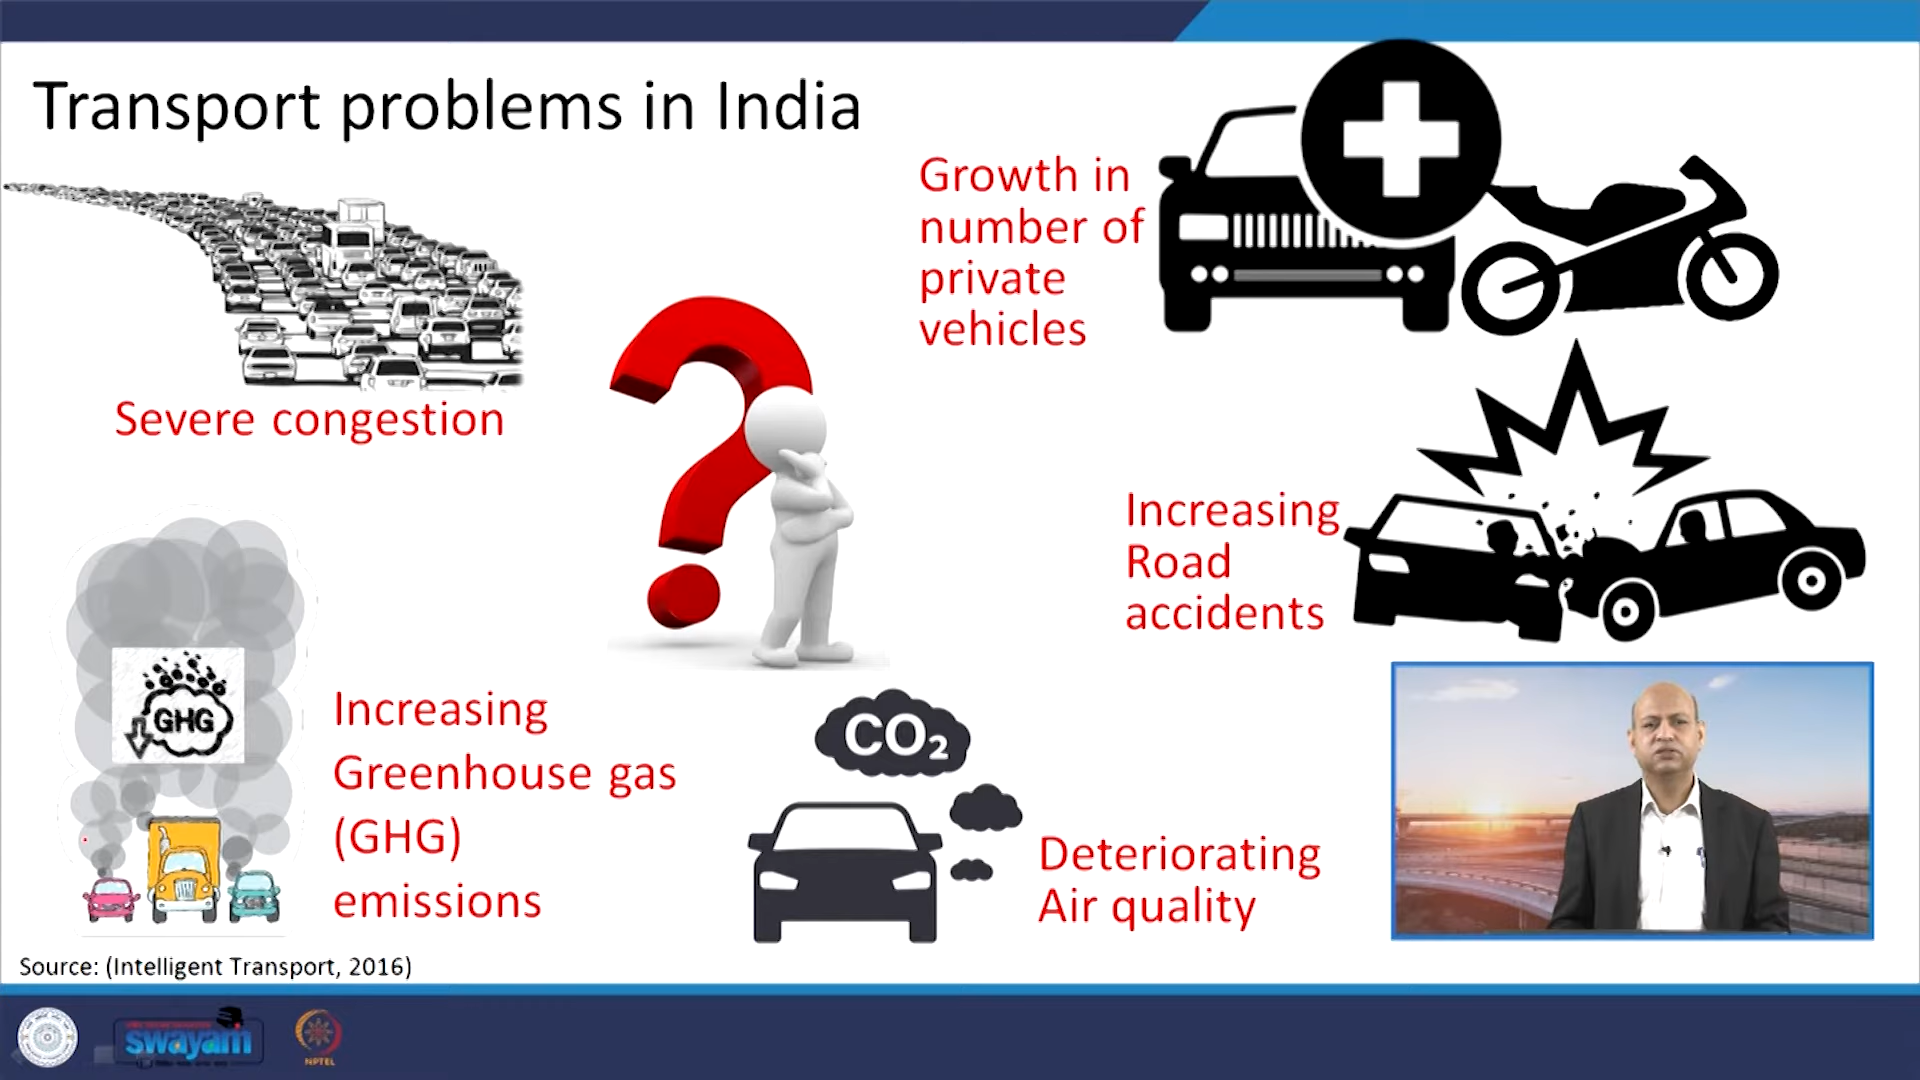 Transport problems in India
Growth in
number of
private
vehicles
Severe congestion
Increasing
Road
accidents
GHG
Increasing
Greenhouse gas
(GHG)
emissions
CO₂
Deteriorating
Air quality
Source: (Intelligent Transport, 2016)
swayam
NPTEL